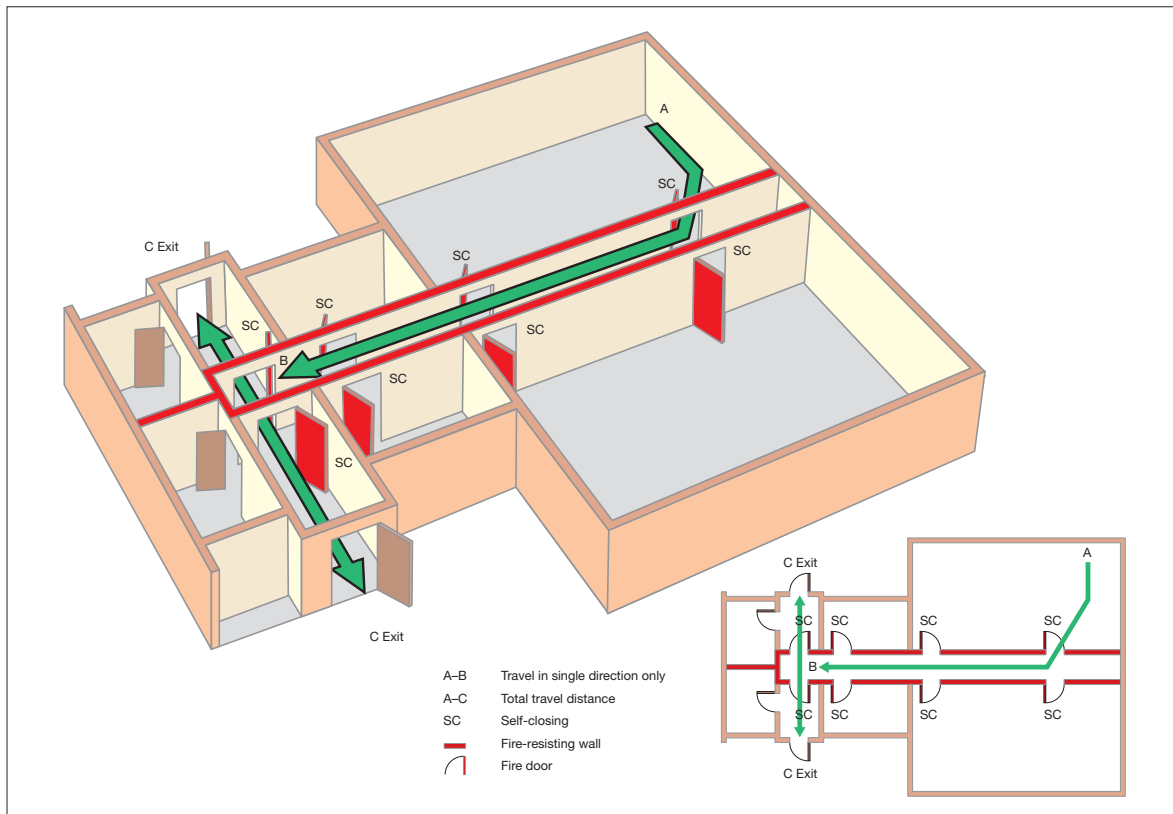 A
SC
SC
C Exit
SC
SC
SC
B
SC
SC
SC
C Exit
A–B Travel in single direction only
A–C Total travel distance
SC Self-closing
Fire-resisting wall
Fire door
A
C Exit
SC SC SC SC
B
SC SC SC SC
C Exit